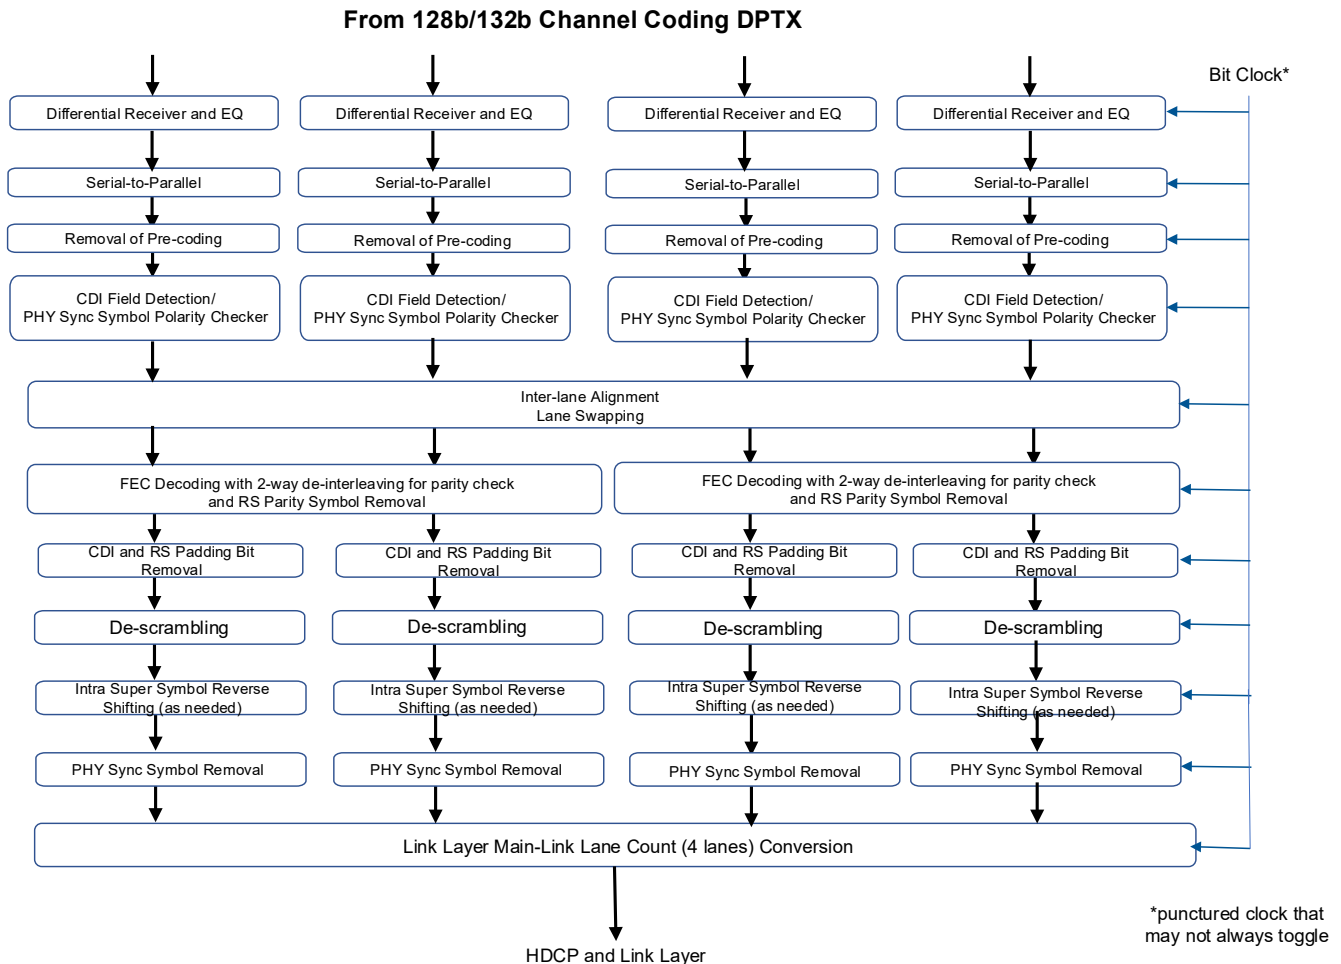 From 128b/132b Channel Coding DPTX
Bit Clock*
Differential Receiver and EQ
Differential Receiver and EQ
Differential Receiver and EQ
Differential Receiver and EQ
Serial-to-Parallel
Serial-to-Parallel
Serial-to-Parallel
Serial-to-Parallel
Removal of Pre-coding
Removal of Pre-coding
Removal of Pre-coding
Removal of Pre-coding
CDI Field Detection/
PHY Sync Symbol Polarity Checker
CDI Field Detection/
PHY Sync Symbol Polarity Checker
CDI Field Detection/
PHY Sync Symbol Polarity Checker
CDI Field Detection/
PHY Sync Symbol Polarity Checker
Inter-lane Alignment
Lane Swapping
FEC Decoding with 2-way de-interleaving for parity check
and RS Parity Symbol Removal
FEC Decoding with 2-way de-interleaving for parity check
and RS Parity Symbol Removal
CDI and RS Padding Bit
Removal
CDI and RS Padding Bit
Removal
CDI and RS Padding Bit
Removal
CDI and RS Padding Bit
Removal
De-scrambling
De-scrambling
De-scrambling
De-scrambling
Intra Super Symbol Reverse
Shifting (as needed)
Intra Super Symbol Reverse
Shifting (as needed)
Intra Super Symbol Reverse
Shifting (as needed)
Intra Super Symbol Reverse
Shifting (as needed)
PHY Sync Symbol Removal
PHY Sync Symbol Removal
PHY Sync Symbol Removal
PHY Sync Symbol Removal
Link Layer Main-Link Lane Count (4 lanes) Conversion
HDCP and Link Layer
*punctured clock that
may not always toggle